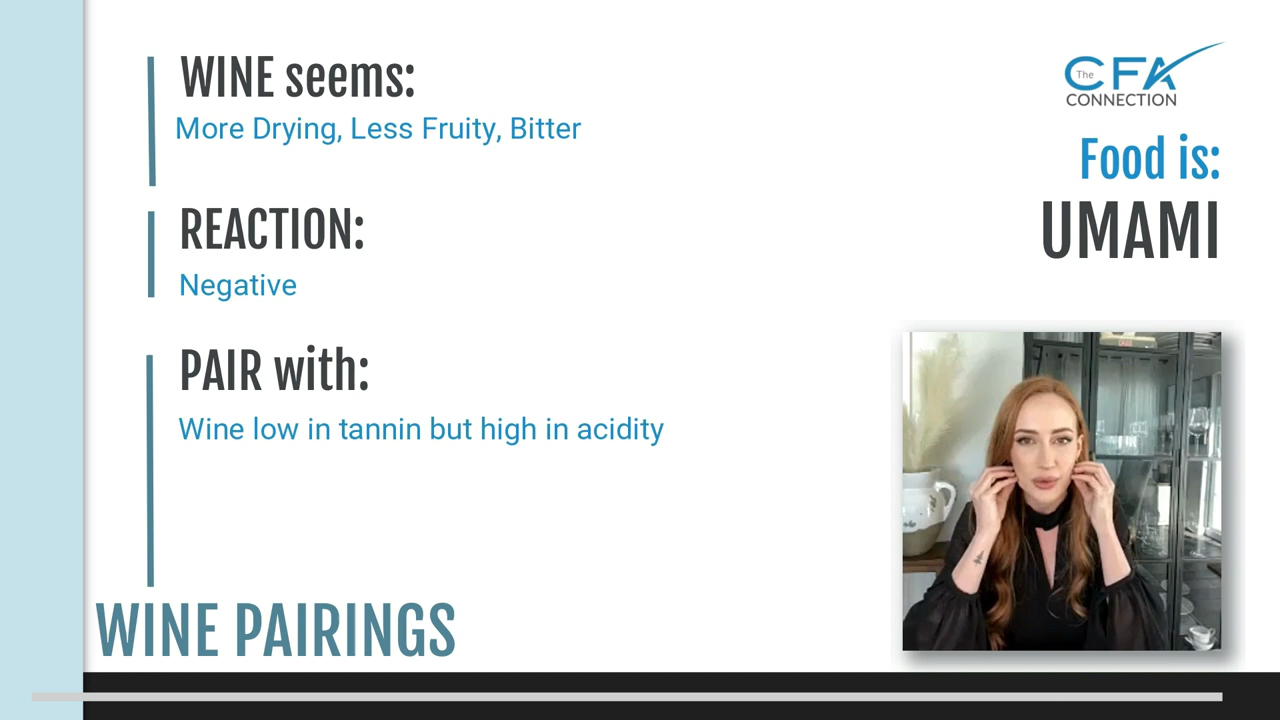 WINE seems:
More Drying, Less Fruity, Bitter
REACTION:
Negative
PAIR with:
Wine low in tannin but high in acidity
WINE PAIRINGS
The CFA
CONNECTION
Food is:
UMAMI